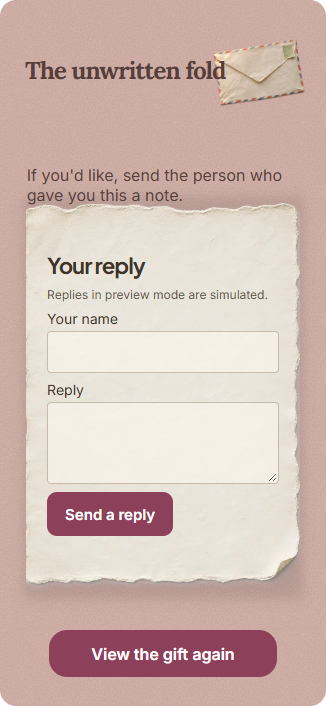 The unwritten fold
If you'd like, send the person who
gave you this a note.
Your reply
Replies in preview mode are simulated.
Your name
Reply
Send a reply
View the gift again